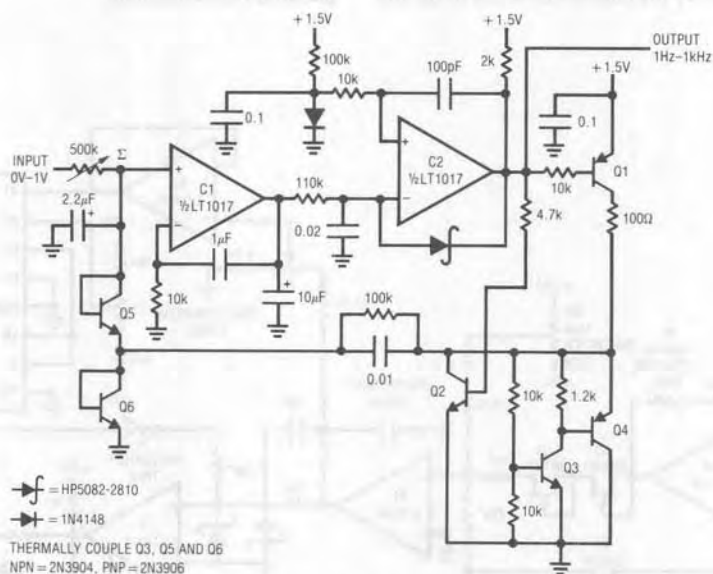 +1.5V
+1.5V
OUTPUT
1Hz-1kHz
100k
2k
10k
100pF
+1.5V
0.1
0.1
INPUT
0V-1V
500k
Σ
+
C1
½LT1017
−
110k
+
C2
½LT1017
−
10k
Q1
2.2µF
+
4.7k
100Ω
0.02
1µF
10k
+
10µF
Q5
100k
0.01
Q2
10k
1.2k
Q4
Q6
Q3
10k
=HP5082-2810
=1N4148
THERMALLY COUPLE Q3, Q5 AND Q6
NPN=2N3904, PNP=2N3906